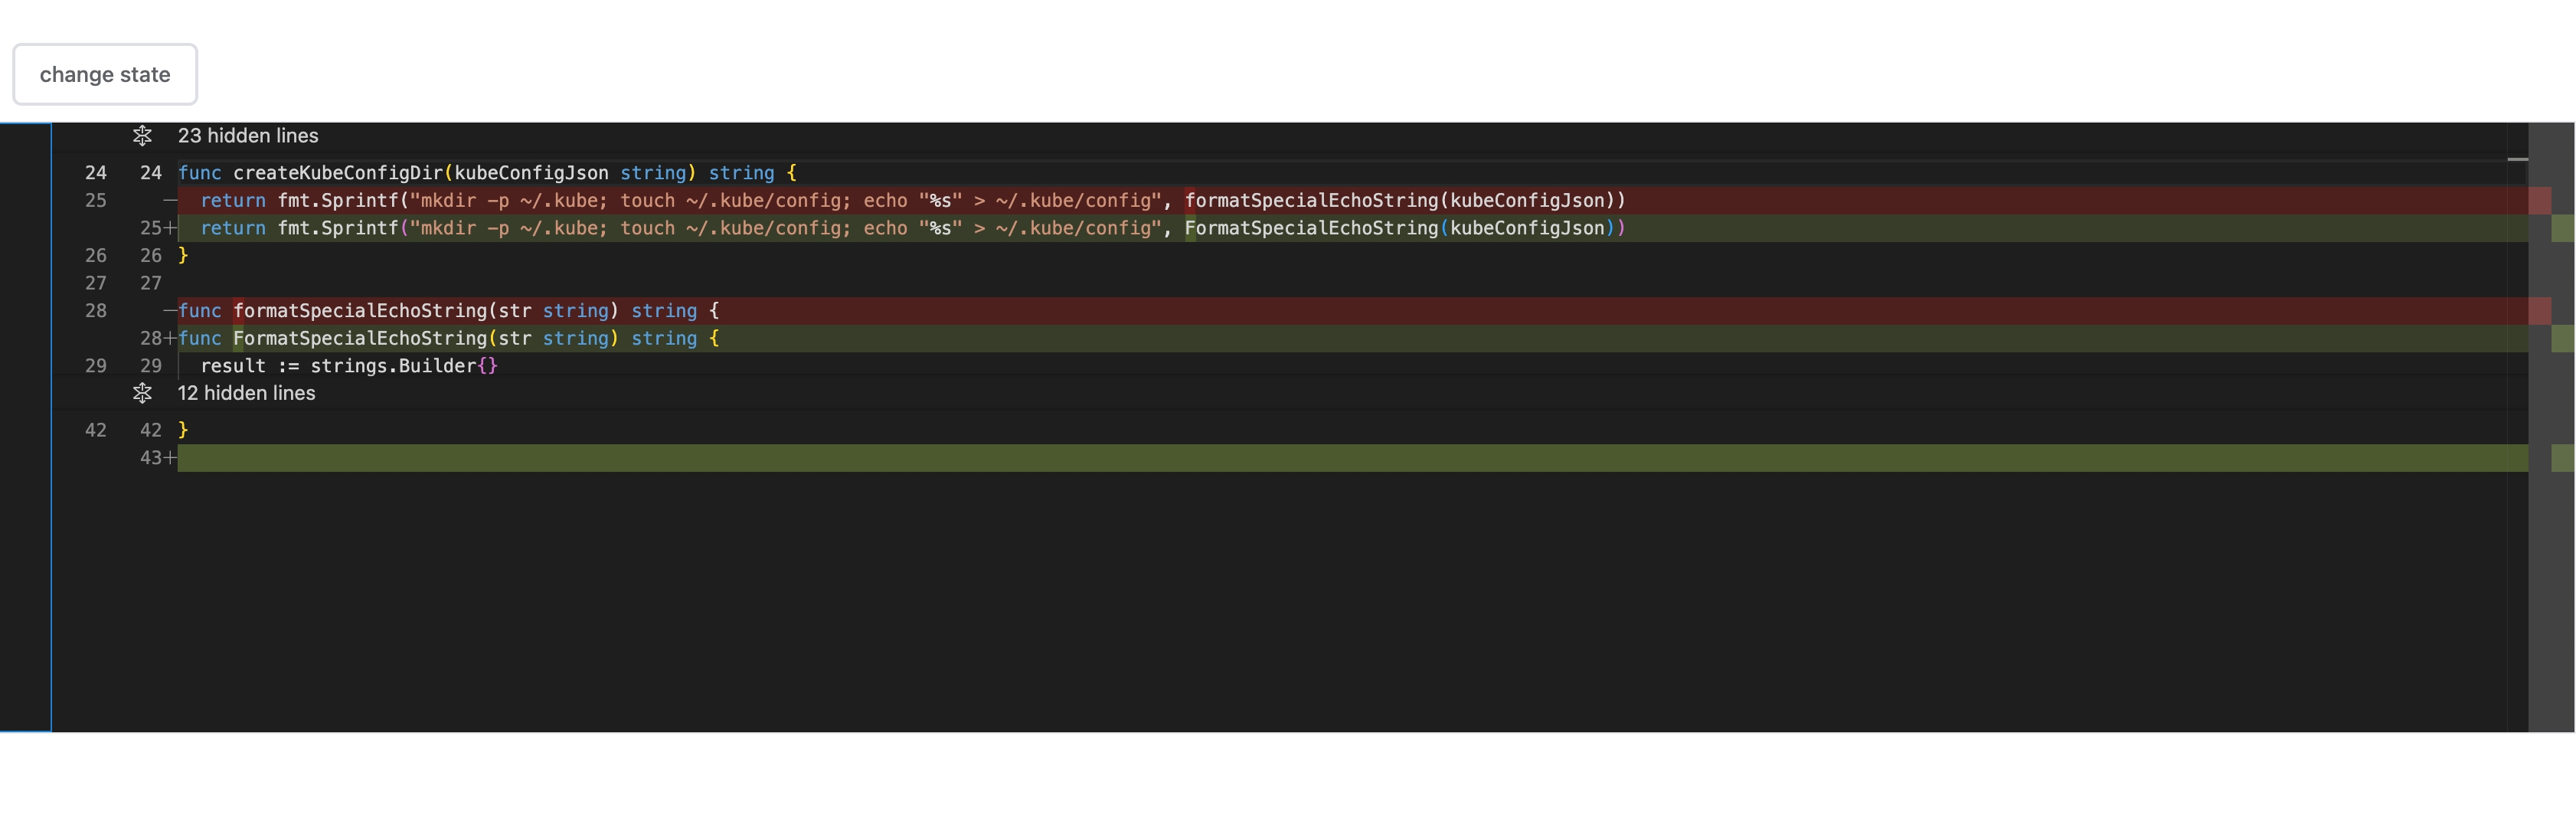 change state
23 hidden lines
24 24 func createKubeConfigDir(kubeConfigJson string) string {
25 — return fmt.Sprintf("mkdir -p ~/.kube; touch ~/.kube/config; echo "%s" > ~/.kube/config", formatSpecialEchoString(kubeConfigJson))
25+ return fmt.Sprintf("mkdir -p ~/.kube; touch ~/.kube/config; echo "%s" > ~/.kube/config", FormatSpecialEchoString(kubeConfigJson))
26 26 }
27 27
28 —func formatSpecialEchoString(str string) string {
28+func FormatSpecialEchoString(str string) string {
29 29 result := strings.Builder{}
12 hidden lines
42 42 }
43+